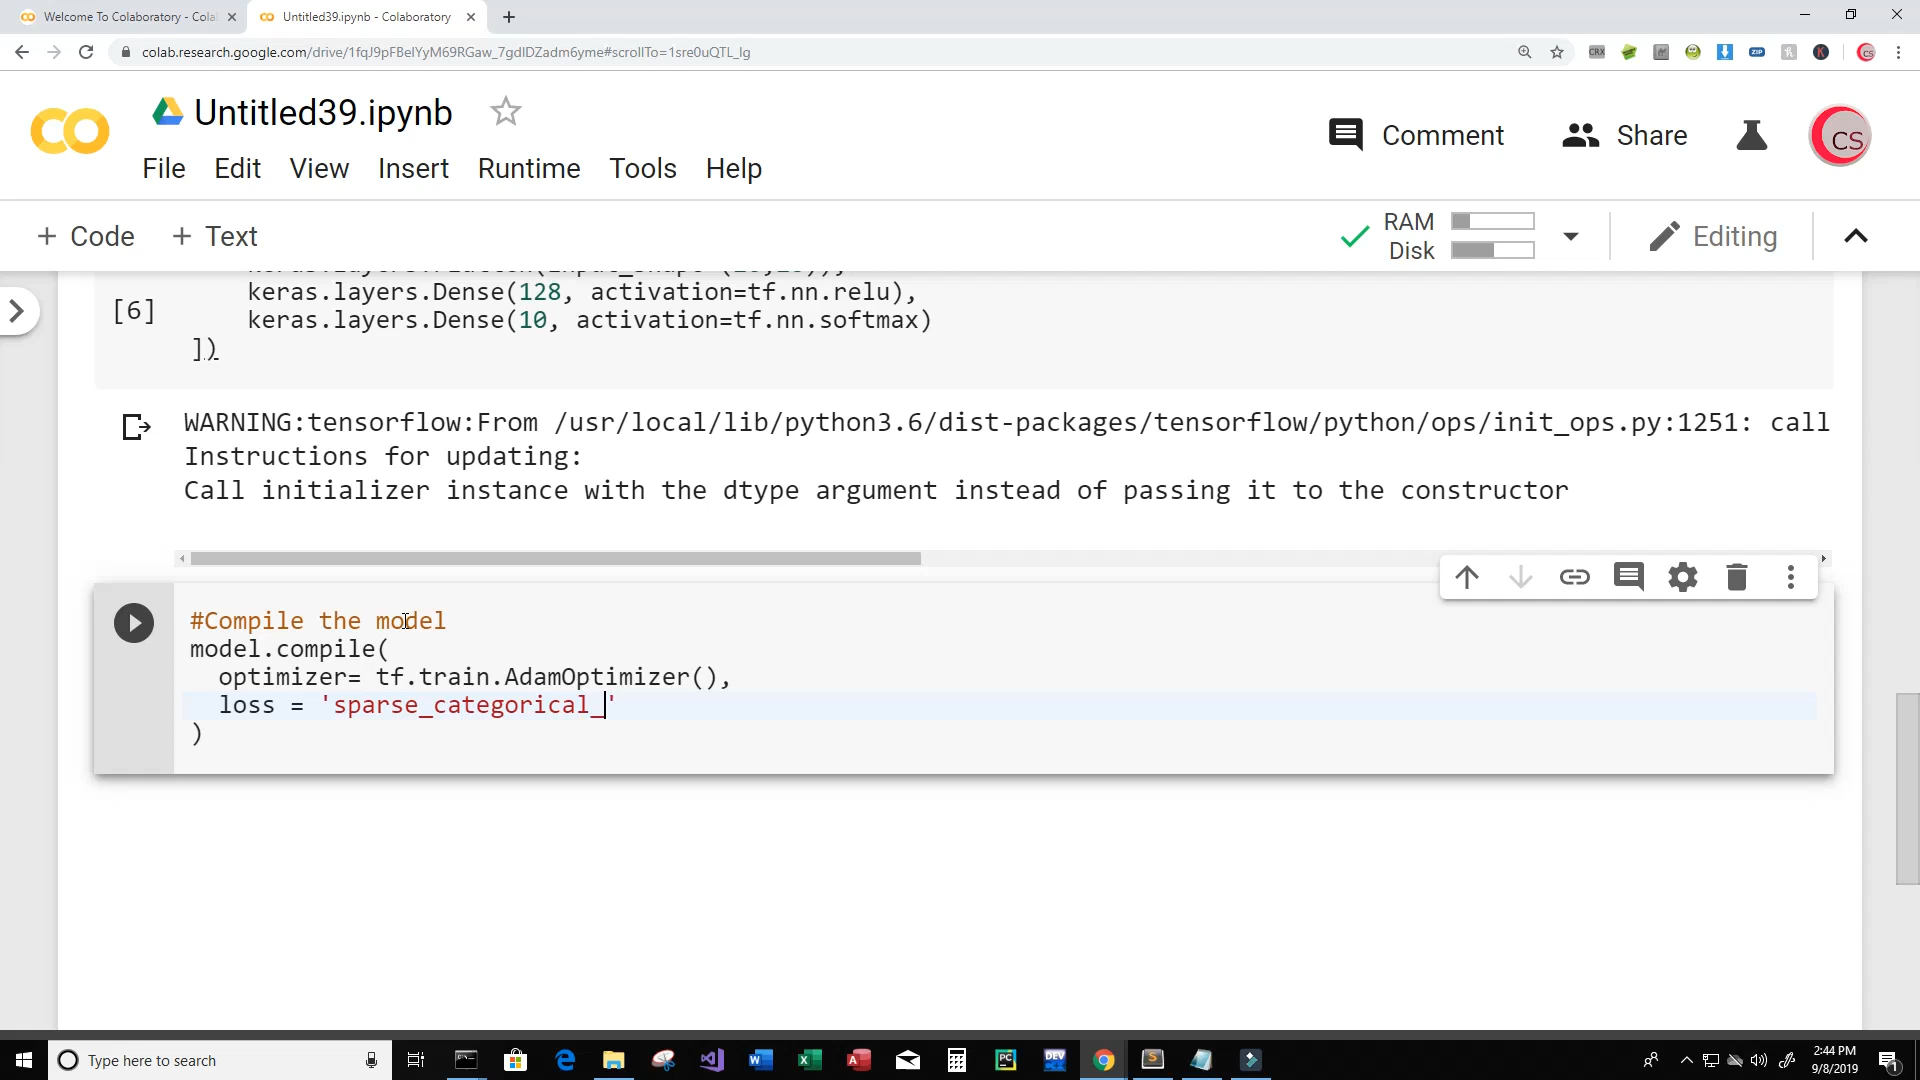 Welcome To Colaboratory - Cola
Untitled39.ipynb - Colaboratory
colab.research.google.com/drive/1fqJ9pFBelYyM69RGaw_7gdlDZadm6yme#scrollTo=1sre0uQTL_lg
Untitled39.ipynb
Comment
Share
CS
File Edit View Insert Runtime Tools Help
+ Code + Text
RAM
Disk
Editing
[6]
keras.layers.Dense(128, activation=tf.nn.relu),
keras.layers.Dense(10, activation=tf.nn.softmax)
])
WARNING:tensorflow:From /usr/local/lib/python3.6/dist-packages/tensorflow/python/ops/init_ops.py:1251: call
Instructions for updating:
Call initializer instance with the dtype argument instead of passing it to the constructor
#Compile the model
model.compile(
optimizer= tf.train.AdamOptimizer(),
loss = 'sparse_categorical_'
)
Type here to search
2:44 PM
9/8/2019